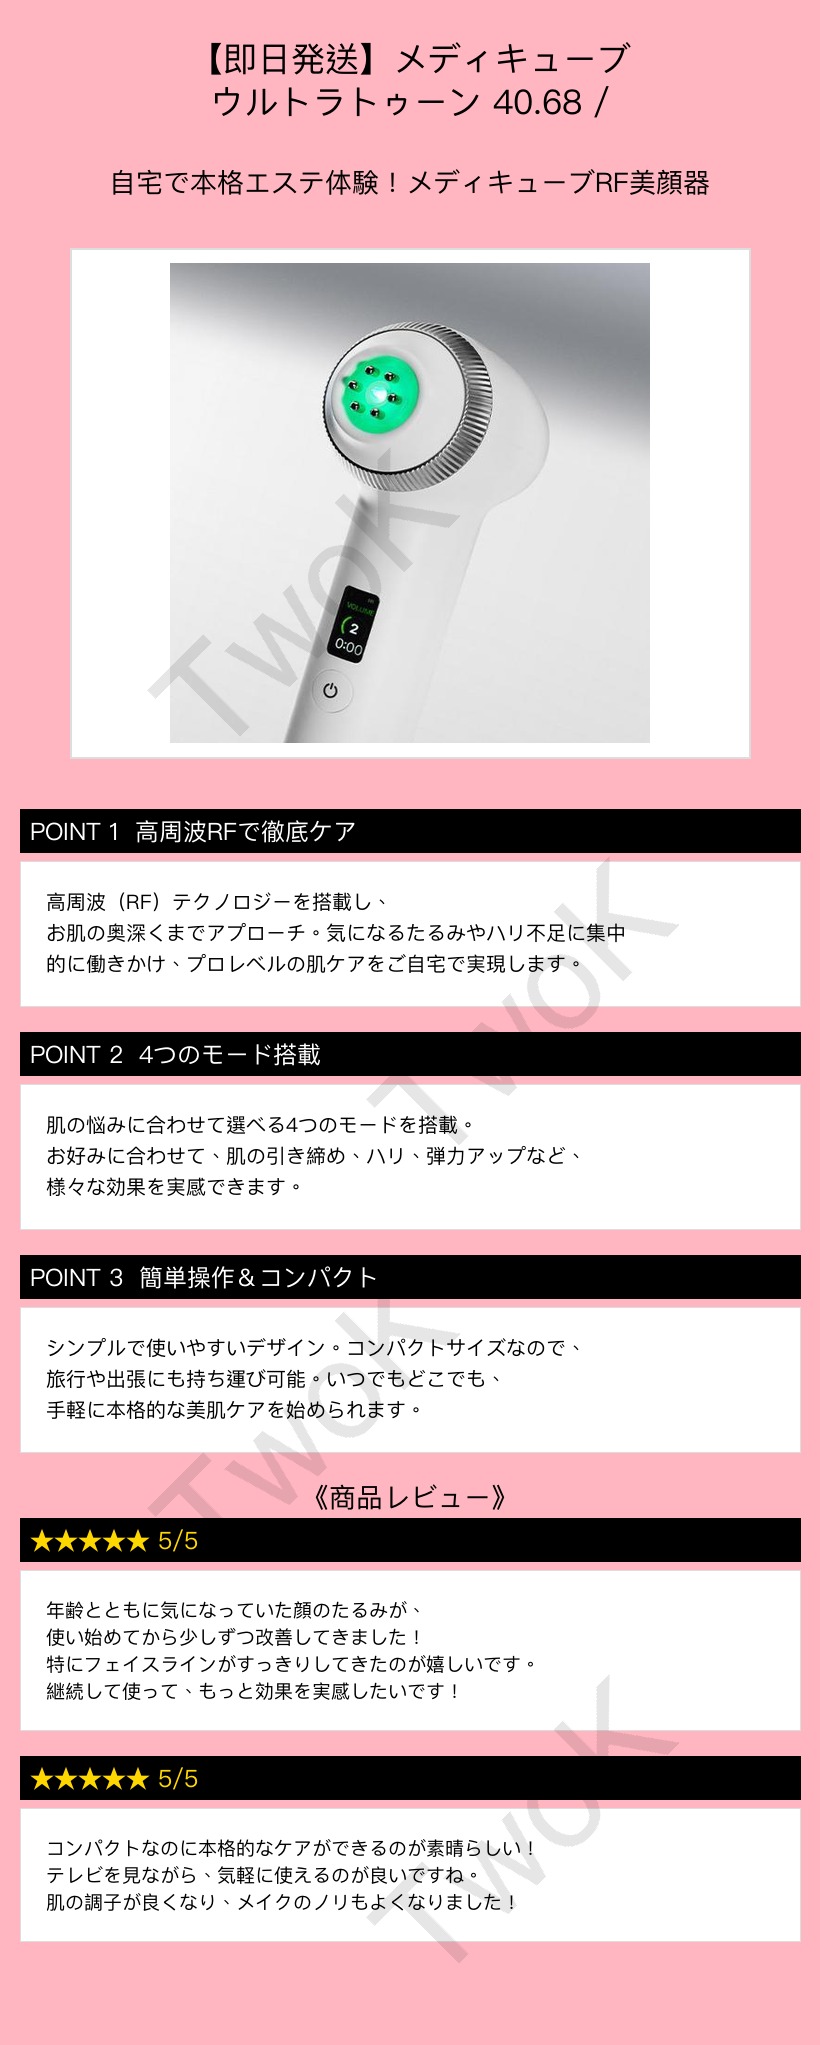 【即日発送】メディキューブ
ウルトラトゥーン 40.68 /
自宅で本格エステ体験！メディキューブRF美顔器
VOLUME
2
0:00
TwoK
POINT 1 高周波RFで徹底ケア
高周波（RF）テクノロジーを搭載し、
お肌の奥深くまでアプローチ。気になるたるみやハリ不足に集中
的に働きかけ、プロレベルの肌ケアをご自宅で実現します。
TwoK
POINT 2 4つのモード搭載
肌の悩みに合わせて選べる4つのモードを搭載。
お好みに合わせて、肌の引き締め、ハリ、弾力アップなど、
様々な効果を実感できます。
POINT 3 簡単操作＆コンパクト
シンプルで使いやすいデザイン。コンパクトサイズなので、
旅行や出張にも持ち運び可能。いつでもどこでも、
手軽に本格的な美肌ケアを始められます。
TwoK
《商品レビュー》
★★★★★ 5/5
年齢とともに気になっていた顔のたるみが、
使い始めてから少しずつ改善してきました！
特にフェイスラインがすっきりしてきたのが嬉しいです。
継続して使って、もっと効果を実感したいです！
★★★★★ 5/5
コンパクトなのに本格的なケアができるのが素晴らしい！
テレビを見ながら、気軽に使えるのが良いですね。
肌の調子が良くなり、メイクのノリもよくなりました！
TwoK